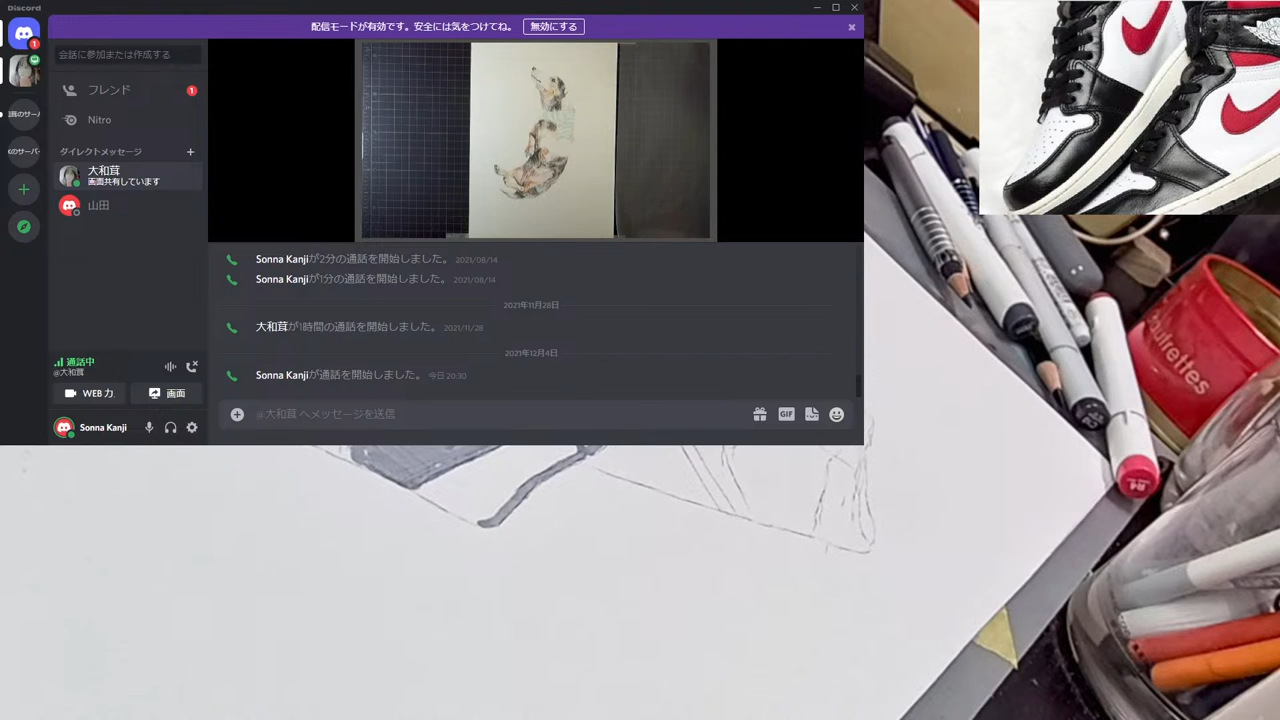 Discord
配信モードが有効です。安全には気をつけてね。 無効にする
会話に参加または作成する
フレンド
1
Nitro
ダイレクトメッセージ
大和茸
画面共有しています
山田
1
Sonna Kanjiが2分の通話を開始しました。 2021/08/14
Sonna Kanjiが1分の通話を開始しました。 2021/08/14
2021年11月28日
大和茸が1時間の通話を開始しました。 2021/11/28
2021年12月4日
Sonna Kanjiが通話を開始しました。 今日20:30
通話中
@大和茸
WEB カ
画面
Sonna Kanji
@大和茸 へメッセージを送信
GIF
oulrettes
R4